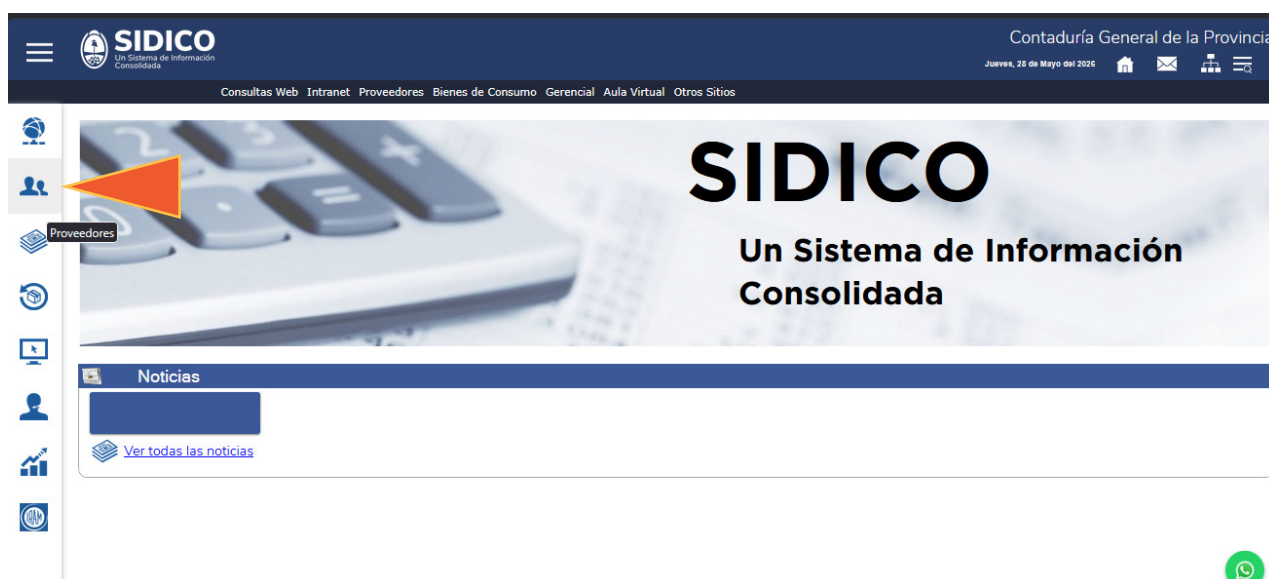 SIDICO
Un Sistema de Información
Consolidada
Contaduría General de la Provincia
Jueves, 28 de Mayo del 2026
Consultas Web Intranet Proveedores Bienes de Consumo Gerencial Aula Virtual Otros Sitios
SIDICO
Un Sistema de Información
Consolidada
Proveedores
Noticias
Ver todas las noticias
IRAM